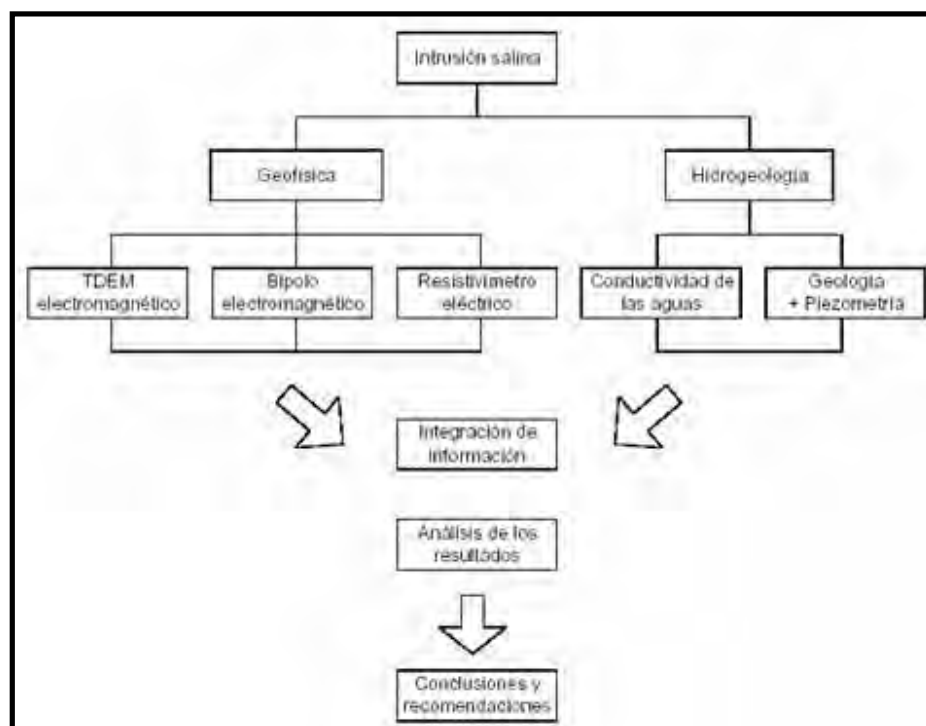 Intrusión salina
Geofísica
Hidrogeología
TDEM
electromagnético
Bipolo
electromagnético
Resistivimetro
eléctrico
Conductividad de
las aguas
Geología
+ Piezometría
Integración de
información
Análisis de los
resultados
Conclusiones y
recomendaciones